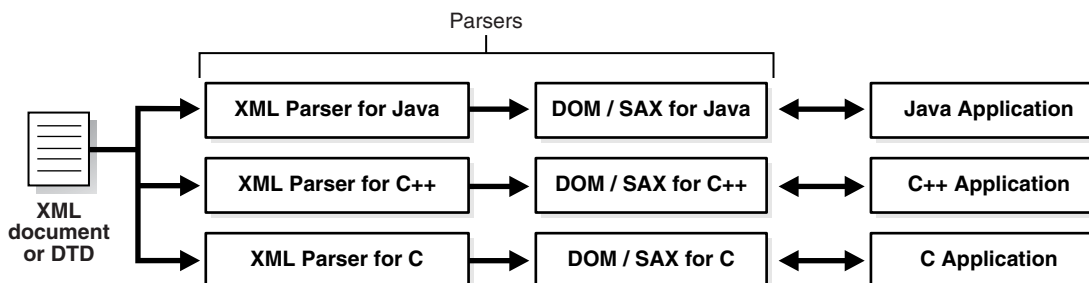 Parsers
XML Parser for Java
DOM / SAX for Java
Java Application
XML Parser for C++
DOM / SAX for C++
C++ Application
XML
document
or DTD
XML Parser for C
DOM / SAX for C
C Application